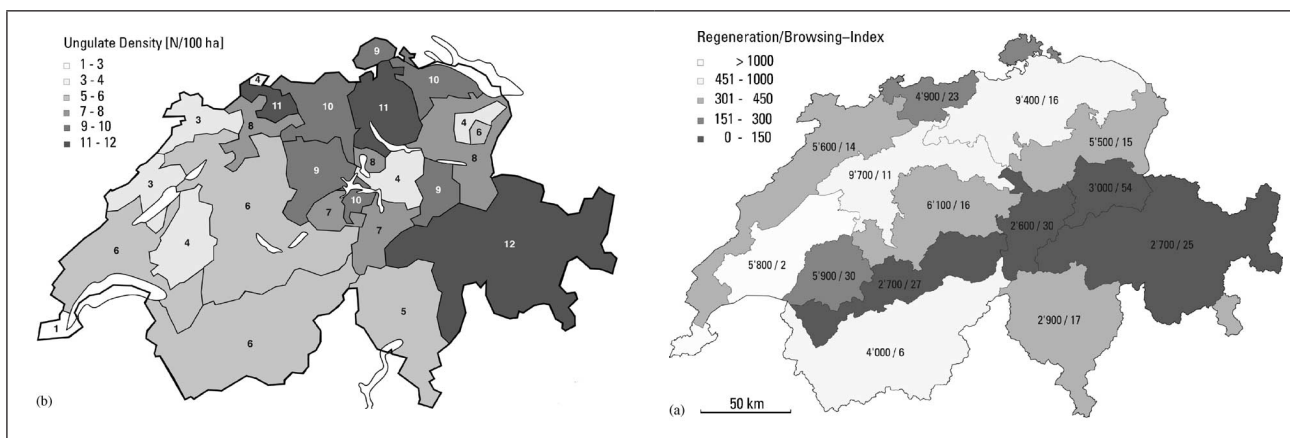 Ungulate Density [N/100 ha]
1 - 3
3 - 4
5 - 6
7 - 8
9 - 10
11 - 12
9
4
10
11
10
11
3
8
4
6
8
8
3
9
4
9
6
10
7
7
12
6
4
5
1
6
(b)
Regeneration/Browsing–Index
> 1000
451 - 1000
301 - 450
151 - 300
0 - 150
4'900 / 23
9'400 / 16
5'600 / 14
5'500 / 15
9'700 / 11
3'000 / 54
6'100 / 16
2'600 / 30
2'700 / 25
5'800 / 2
5'900 / 30
2'700 / 27
2'900 / 17
4'000 / 6
(a)
50 km